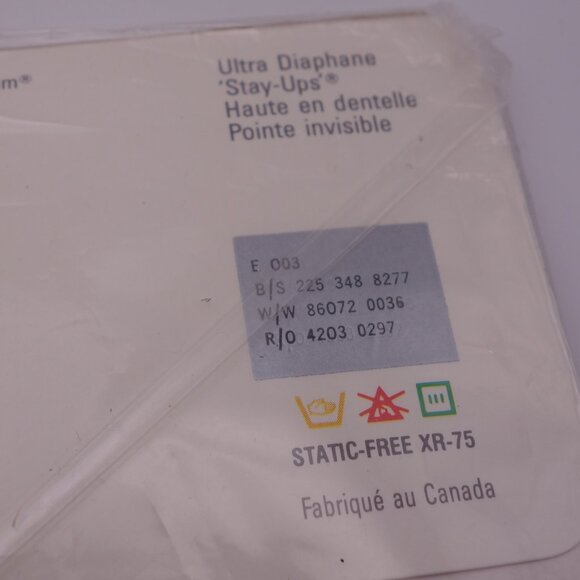 m®
Ultra Diaphane
'Stay-Ups'®
Haute en dentelle
Pointe invisible
E 003
B/S 225 348 8277
W/W 86072 0036
R/O 4203 0297
STATIC-FREE XR-75
Fabriqué au Canada